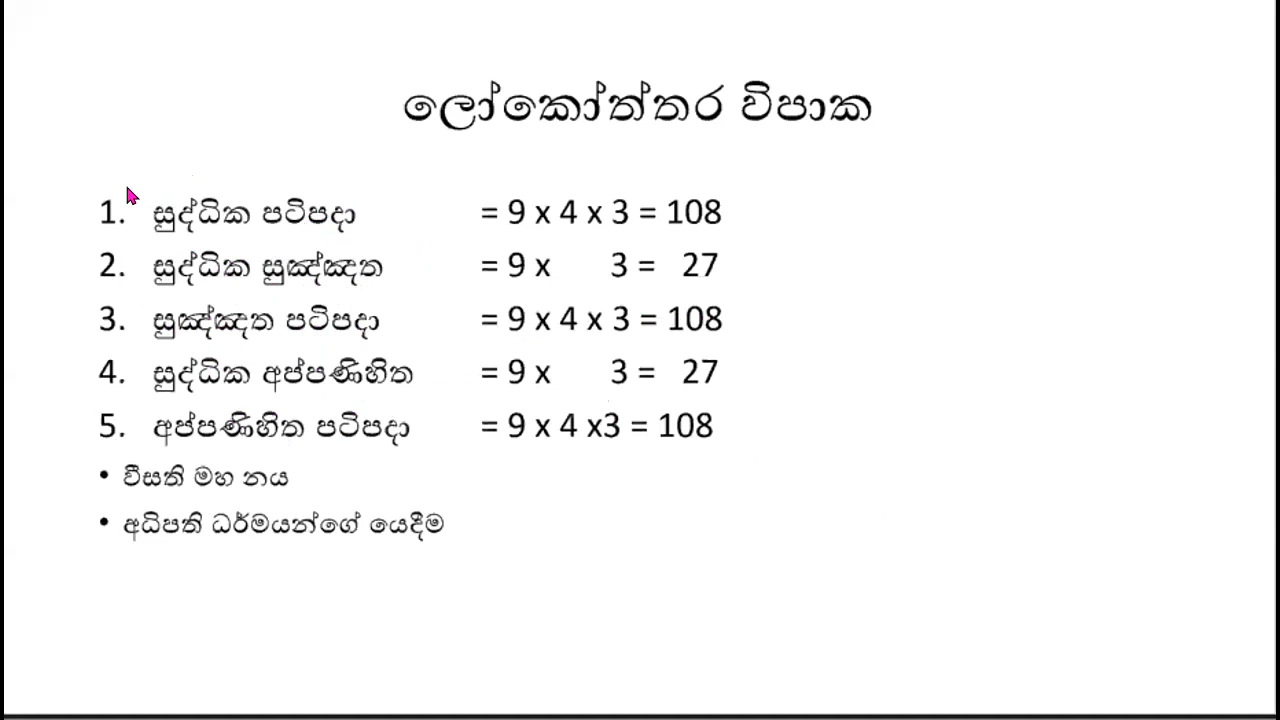 ලෝකෝත්තර විපාක
1. සුද්ධික පටිපදා = 9 x 4 x 3 = 108
2. සුද්ධික සුඤ්ඤත = 9 x 3 = 27
3. සුඤ්ඤත පටිපදා = 9 x 4 x 3 = 108
4. සුද්ධික අප්පණිහිත = 9 x 3 = 27
5. අප්පණිහිත පටිපදා = 9 x 4 x3 = 108
• වීසති මහ නය
• අධිපති ධර්මයන්ගේ යෙදීම